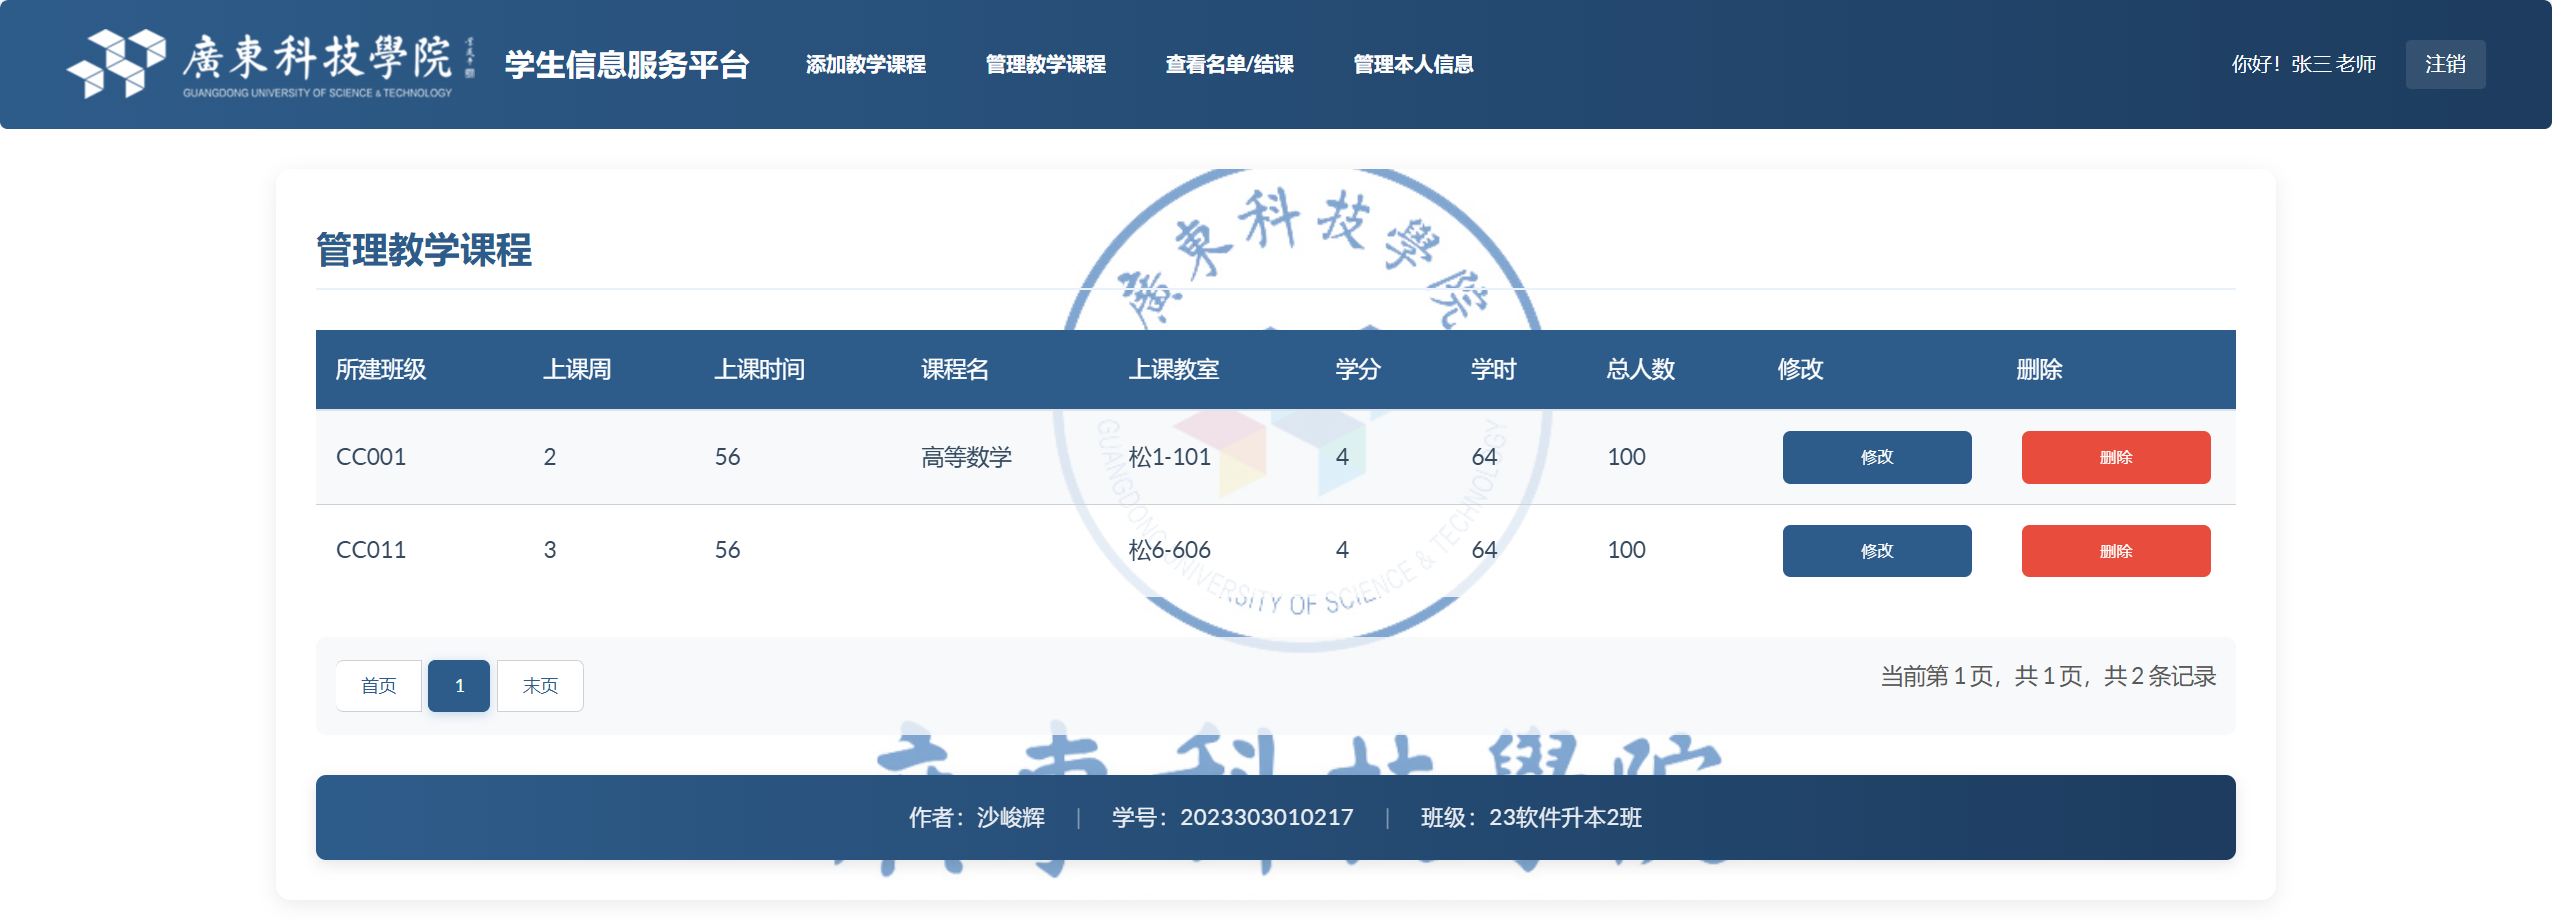 廣東科技學院
GUANGDONG UNIVERSITY OF SCIENCE & TECHNOLOGY
学生信息服务平台 添加教学课程 管理教学课程 查看名单/结课 管理本人信息 你好！张三 老师 注销
廣東科技學院
管理教学课程
所建班级 上课周 上课时间 课程名 上课教室 学分 学时 总人数 修改 删除
CC001 2 56 高等数学 松1-101 4 64 100 修改 删除
CC011 3 56 松6-606 4 64 100 修改 删除
GUANGDONG UNIVERSITY OF SCIENCE & TECHNOLOGY
首页 1 末页 当前第 1 页，共 1 页，共 2 条记录
廣東科技學院
作者：沙峻辉 | 学号：2023303010217 | 班级：23软件升本2班